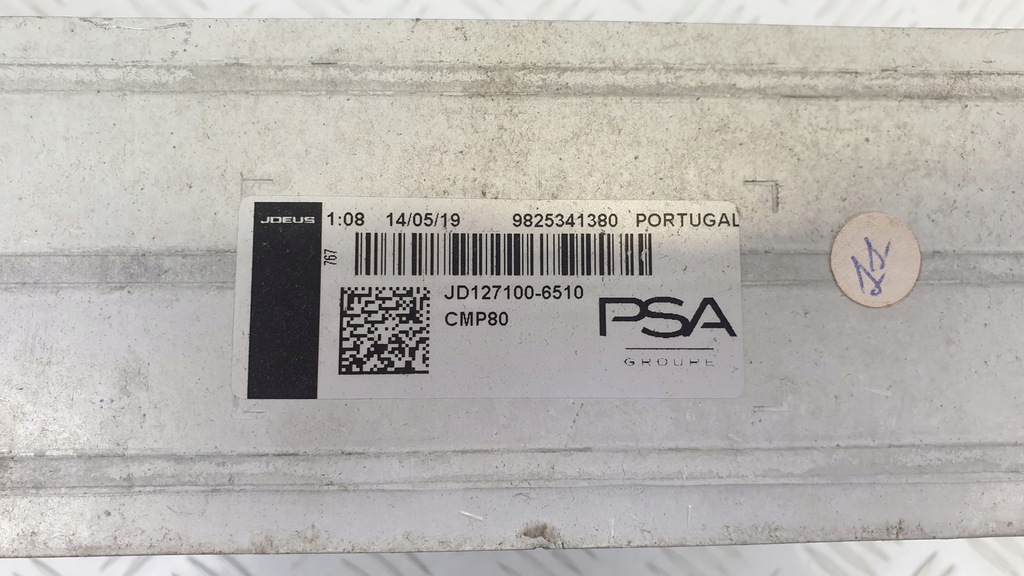 JDEUS 1:08 14/05/19 9825341380 PORTUGAL
767
JD127100-6510
CMP80
PSA
GROUPE